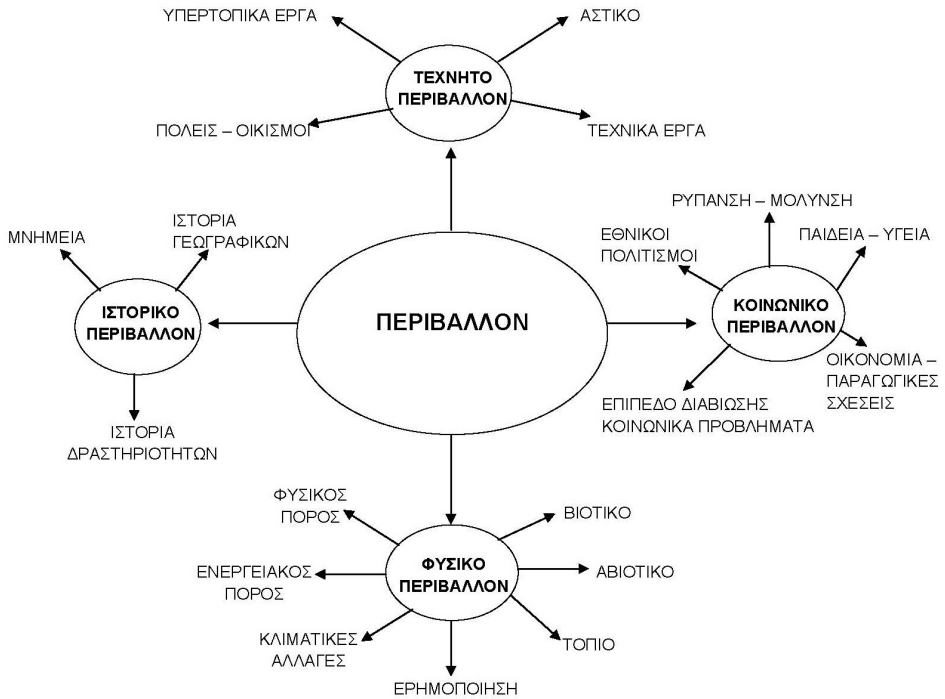 ΥΠΕΡΤΟΠΙΚΑ ΕΡΓΑ
ΑΣΤΙΚΟ
ΤΕΧΝΗΤΟ
ΠΕΡΙΒΑΛΛΟΝ
ΠΟΛΕΙΣ – ΟΙΚΙΣΜΟΙ
ΤΕΧΝΙΚΑ ΕΡΓΑ
ΜΝΗΜΕΙΑ
ΙΣΤΟΡΙΑ
ΓΕΩΓΡΑΦΙΚΩΝ
ΙΣΤΟΡΙΚΟ
ΠΕΡΙΒΑΛΛΟΝ
ΙΣΤΟΡΙΑ
ΔΡΑΣΤΗΡΙΟΤΗΤΩΝ
ΠΕΡΙΒΑΛΛΟΝ
ΡΥΠΑΝΣΗ – ΜΟΛΥΝΣΗ
ΕΘΝΙΚΟΙ
ΠΟΛΙΤΙΣΜΟΙ
ΠΑΙΔΕΙΑ – ΥΓΕΙΑ
ΚΟΙΝΩΝΙΚΟ
ΠΕΡΙΒΑΛΛΟΝ
ΟΙΚΟΝΟΜΙΑ –
ΠΑΡΑΓΩΓΙΚΕΣ
ΣΧΕΣΕΙΣ
ΕΠΙΠΕΔΟ ΔΙΑΒΙΩΣΗΣ
ΚΟΙΝΩΝΙΚΑ ΠΡΟΒΛΗΜΑΤΑ
ΦΥΣΙΚΟΣ
ΠΟΡΟΣ
ΒΙΟΤΙΚΟ
ΦΥΣΙΚΟ
ΠΕΡΙΒΑΛΛΟΝ
ΕΝΕΡΓΕΙΑΚΟΣ
ΠΟΡΟΣ
ΑΒΙΟΤΙΚΟ
ΚΛΙΜΑΤΙΚΕΣ
ΑΛΛΑΓΕΣ
ΤΟΠΙΟ
ΕΡΗΜΟΠΟΙΗΣΗ